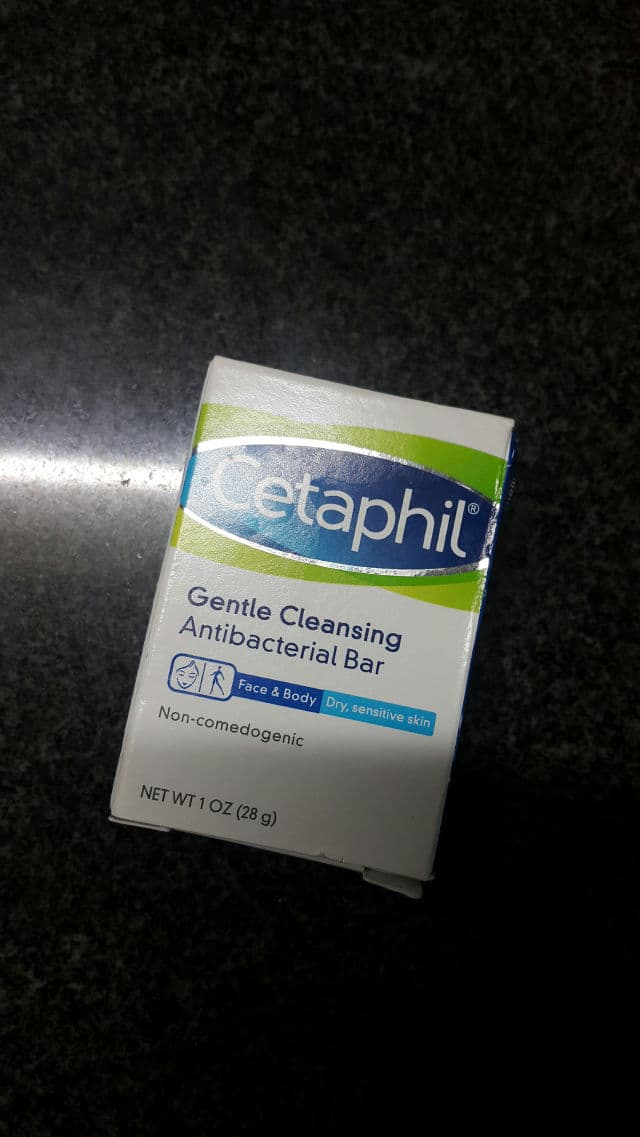 Cetaphil®
Gentle Cleansing
Antibacterial Bar
Face & Body Dry, sensitive skin
Non-comedogenic
NET WT 1 OZ (28 g)